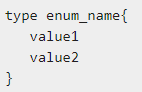 type enum_name{
   value1
   value2
}